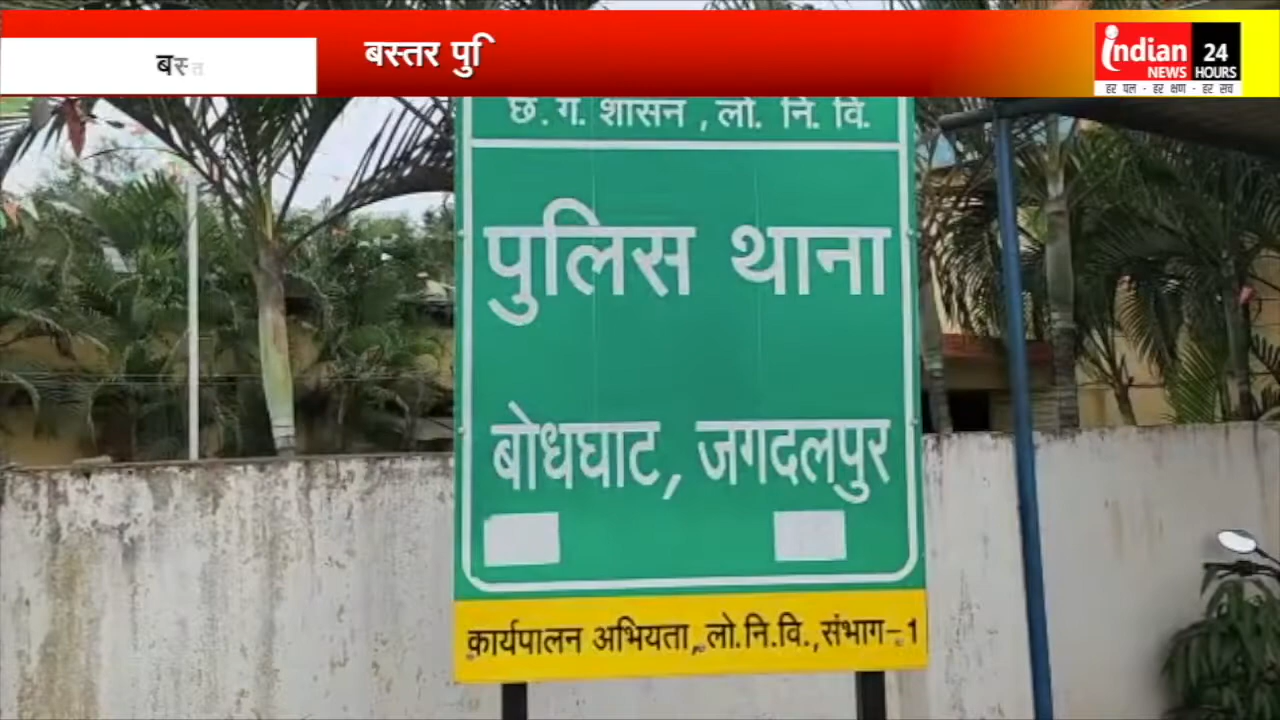 बस्त
बस्तर पुि
indian
NEWS
24
HOURS
हर पल - हर क्षण - हर सच
छ. ग. शासन , लो. नि. वि.
पुलिस थाना
बोधघाट, जगदलपुर
कार्यपालन अभियता, लो.नि.वि., संभाग-1